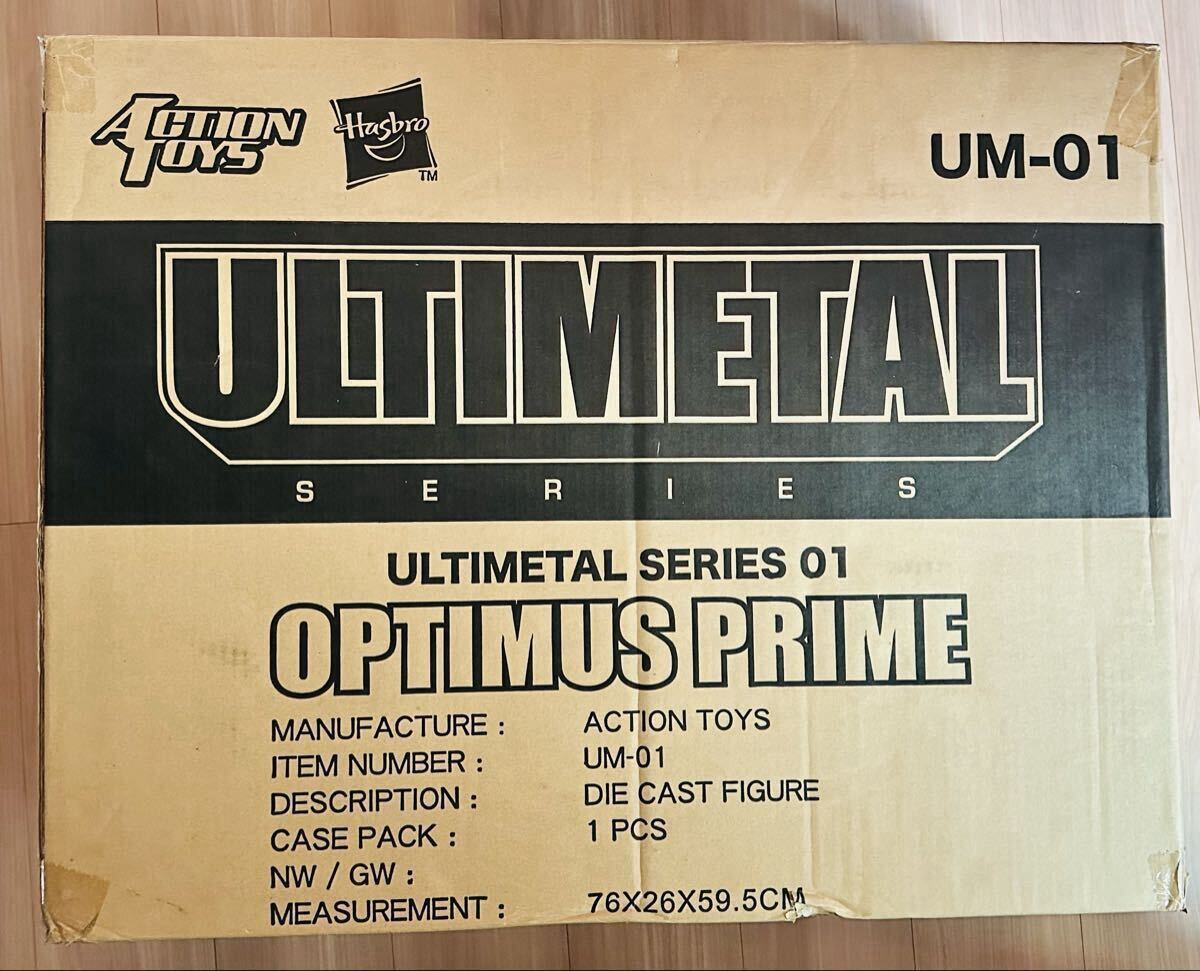 ACTION TOYS
Hasbro
TM
UM-01
ULTIMETAL
SERIES
ULTIMETAL SERIES 01
OPTIMUS PRIME
MANUFACTURE : ACTION TOYS
ITEM NUMBER : UM-01
DESCRIPTION : DIE CAST FIGURE
CASE PACK : 1 PCS
NW / GW :
MEASUREMENT : 76X26X59.5CM